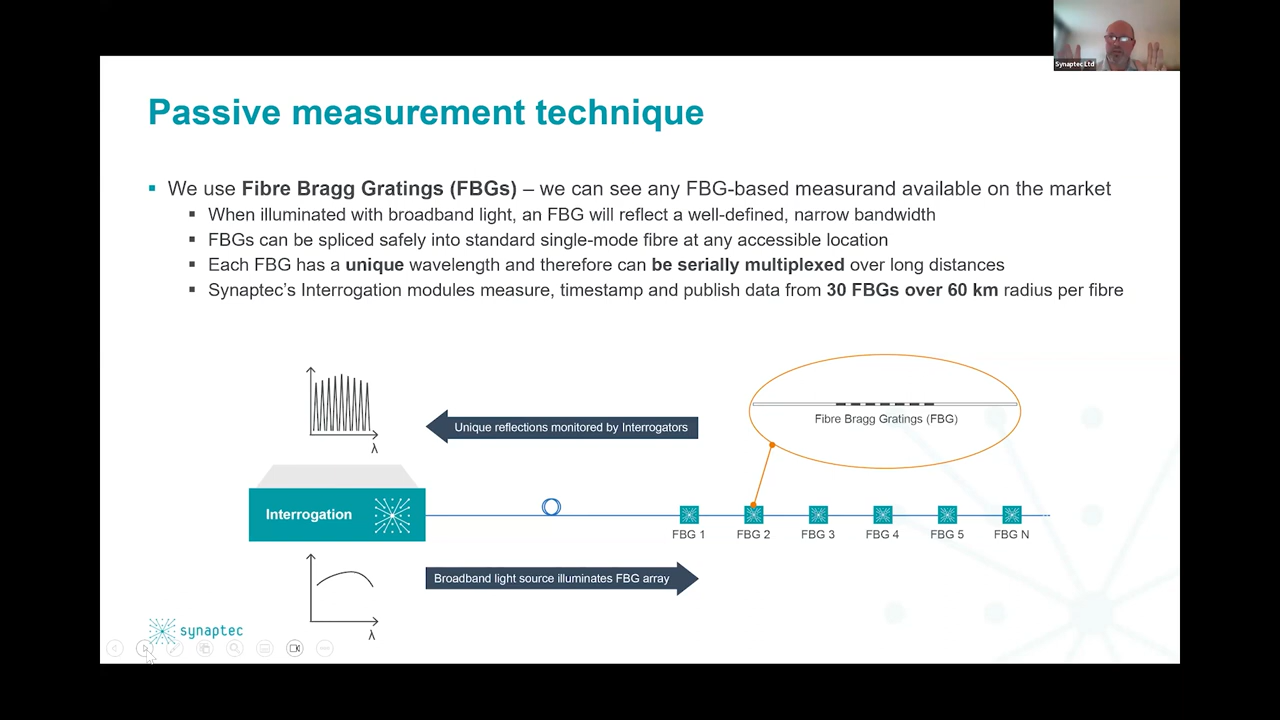 Synaptec Ltd
Passive measurement technique
We use Fibre Bragg Gratings (FBGs) – we can see any FBG-based measurand available on the market
When illuminated with broadband light, an FBG will reflect a well-defined, narrow bandwidth
FBGs can be spliced safely into standard single-mode fibre at any accessible location
Each FBG has a unique wavelength and therefore can be serially multiplexed over long distances
Synaptec's Interrogation modules measure, timestamp and publish data from 30 FBGs over 60 km radius per fibre
Fibre Bragg Gratings (FBG)
Unique reflections monitored by Interrogators
λ
Interrogation
FBG 1 FBG 2 FBG 3 FBG 4 FBG 5 FBG N
Broadband light source illuminates FBG array
λ
synaptec